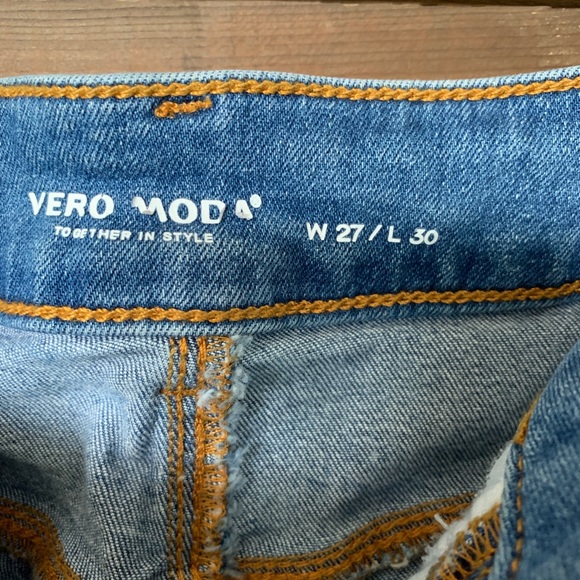 VERO MODA®
TOGETHER IN STYLE
W 27 / L 30